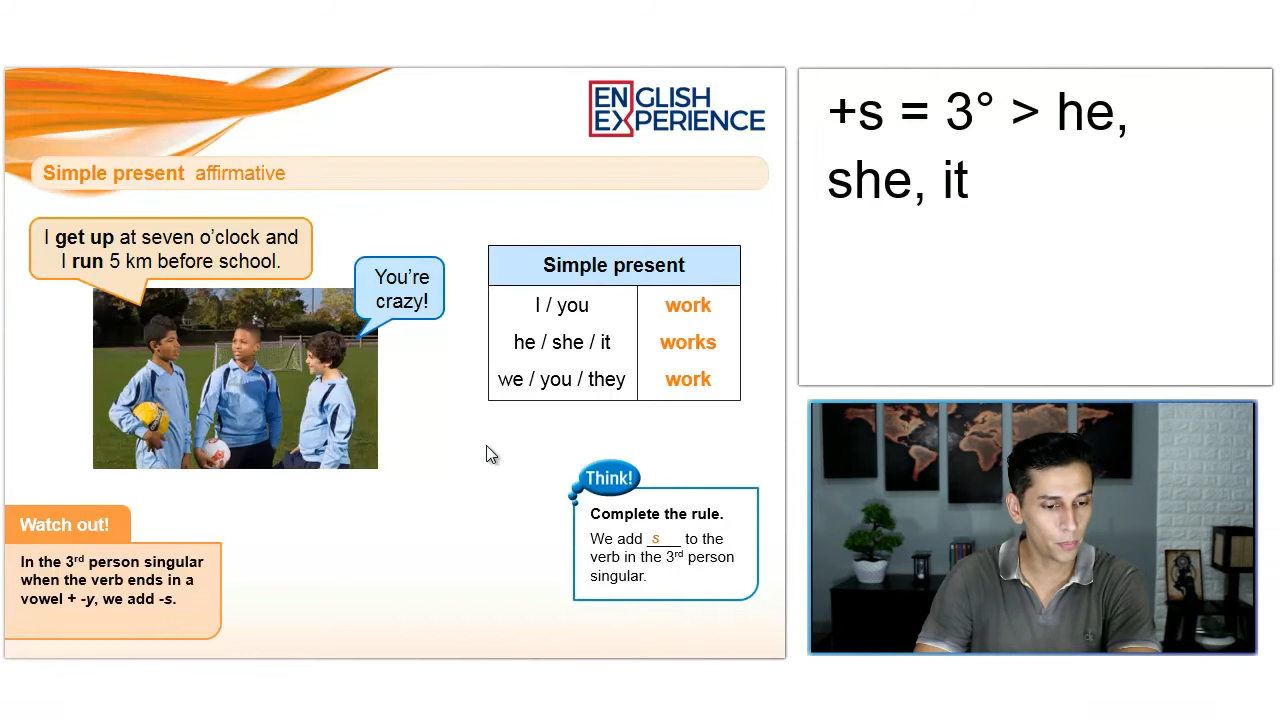 ENGLISH
EXPERIENCE
Simple present affirmative
I get up at seven o'clock and
I run 5 km before school.
You're
crazy!
Simple present
I / you work
he / she / it works
we / you / they work
Think!
Complete the rule.
We add __s__ to the
verb in the 3rd person
singular.
Watch out!
In the 3rd person singular
when the verb ends in a
vowel + -y, we add -s.
+s = 3° > he,
she, it